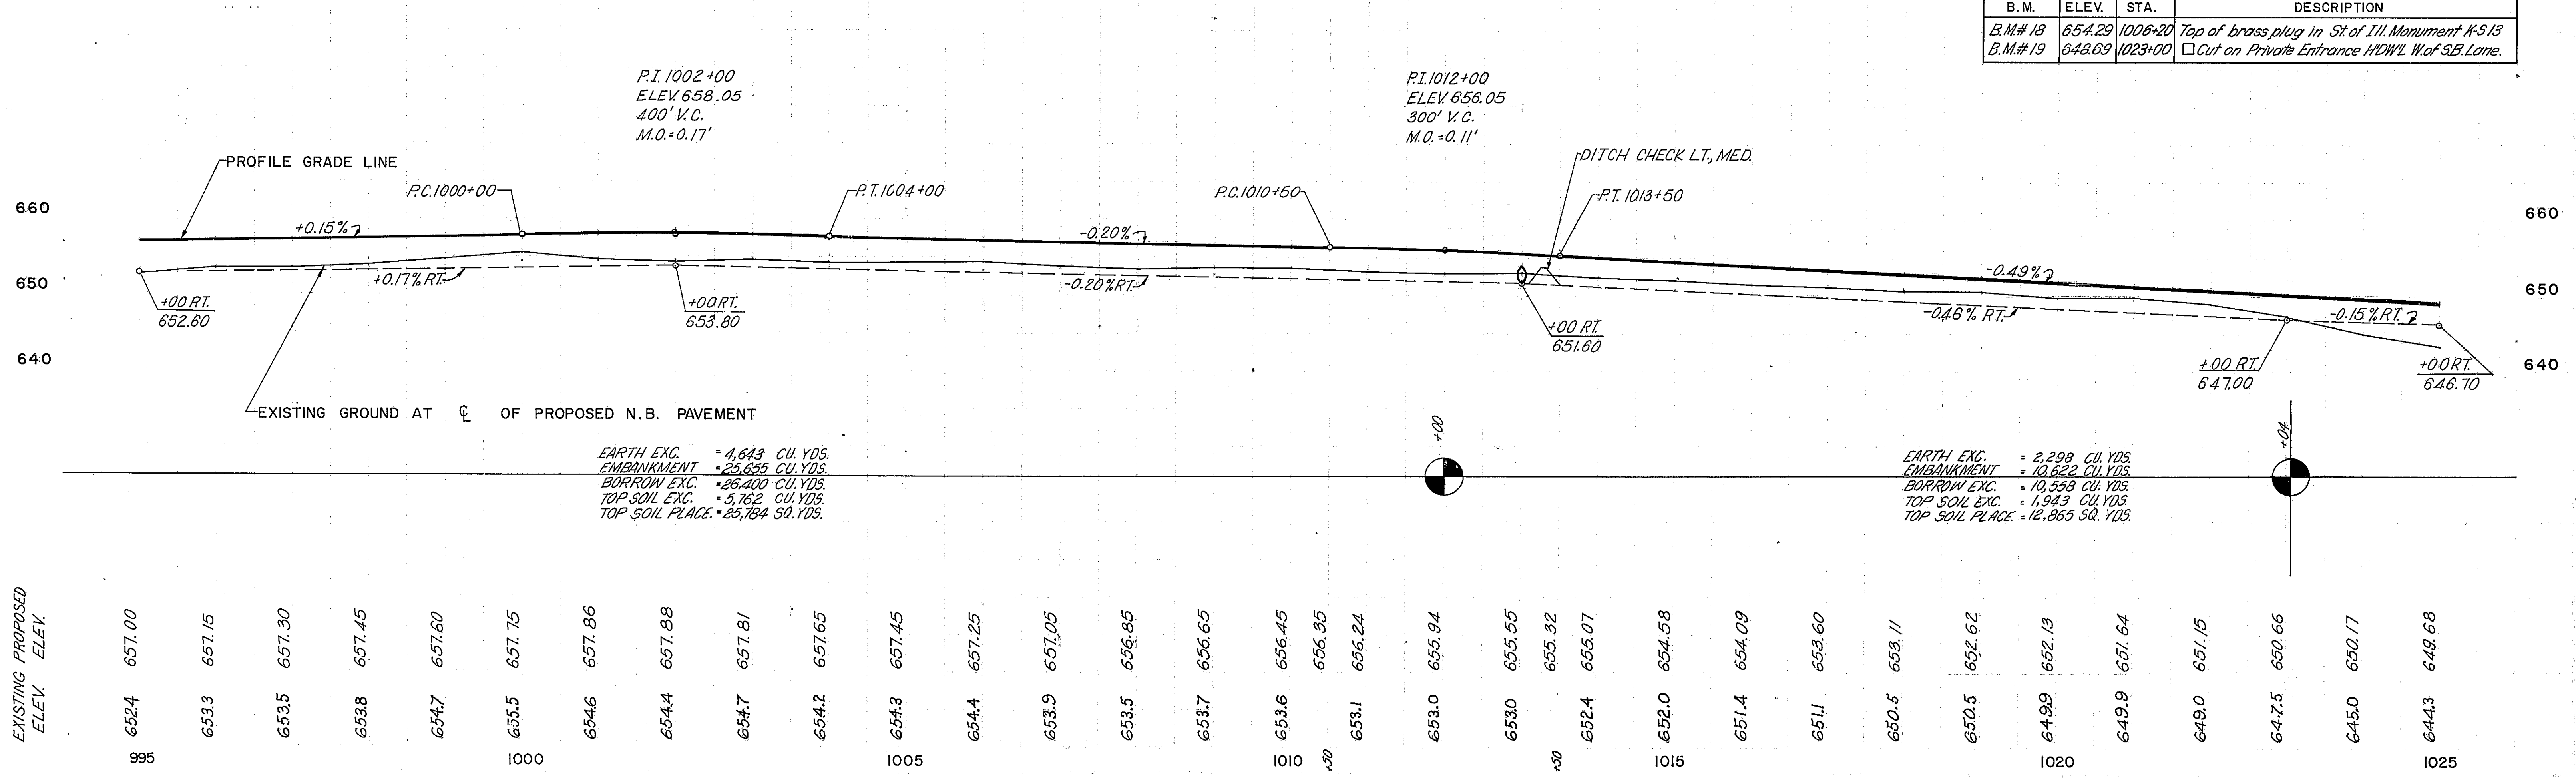 B.M. ELEV. STA. DESCRIPTION
B.M.# 18 654.29 1006+20 Top of brass plug in St. of Ill. Monument K-S 13
B.M.# 19 648.69 1023+00 □ Cut on Private Entrance H'DW'L W. of S.B. Lane.
P.I. 1002+00
ELEV. 658.05
400' V.C.
M.O.=0.17'
P.I. 1012+00
ELEV. 656.05
300' V.C.
M.O.=0.11'
PROFILE GRADE LINE
DITCH CHECK LT., MED.
P.C. 1000+00
P.T. 1004+00
P.C. 1010+50
P.T. 1013+50
660
660
+0.15%
-0.20%
-0.49%
650
650
+0.17% RT.
-0.20% RT.
-0.46% RT.
-0.15% RT.
+00 RT.
652.60
+00 RT.
653.80
+00 RT
651.60
+00 RT.
647.00
+00 RT.
646.70
640
640
EXISTING GROUND AT ℄ OF PROPOSED N.B. PAVEMENT
+00
+04
EARTH EXC. = 4,643 CU. YDS.
EMBANKMENT = 25,655 CU. YDS.
BORROW EXC. = 26,400 CU. YDS.
TOP SOIL EXC. = 5,762 CU. YDS.
TOP SOIL PLACE. = 25,784 SQ. YDS.
EARTH EXC. = 2,298 CU. YDS.
EMBANKMENT = 10,622 CU. YDS.
BORROW EXC. = 10,558 CU. YDS.
TOP SOIL EXC. = 1,943 CU. YDS.
TOP SOIL PLACE. = 12,865 SQ. YDS.
PROPOSED ELEV. 657.00 657.15 657.30 657.45 657.60 657.75 657.86 657.88 657.81 657.65 657.45 657.25 657.05 656.85 656.65 656.45 656.35 656.24 655.94 655.55 655.32 655.07 654.58 654.09 653.60 653.11 652.62 652.13 651.64 651.15 650.66 650.17 649.68
EXISTING ELEV. 652.4 653.3 653.5 653.8 654.7 655.5 654.6 654.4 654.7 654.2 654.3 654.4 653.9 653.5 653.7 653.6 653.1 653.0 653.0 652.4 652.0 651.4 651.1 650.5 650.5 649.9 649.9 649.0 647.5 645.0 644.3
995 1000 1005 1010 +50 +50 1015 1020 1025